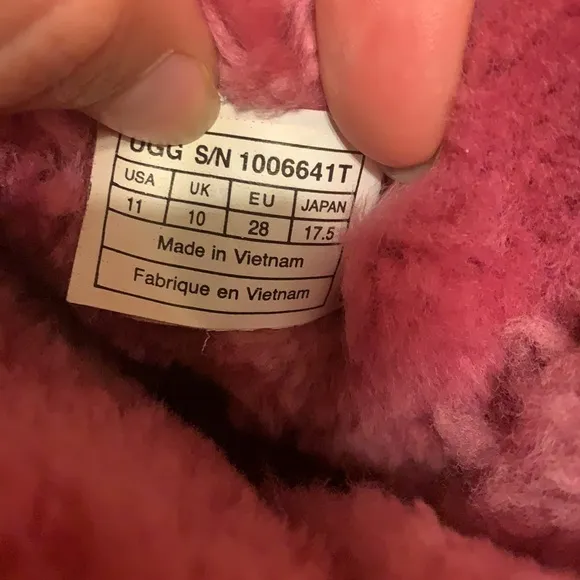 UGG S/N 1006641T
USA UK EU JAPAN
11 10 28 17.5
Made in Vietnam
Fabrique en Vietnam